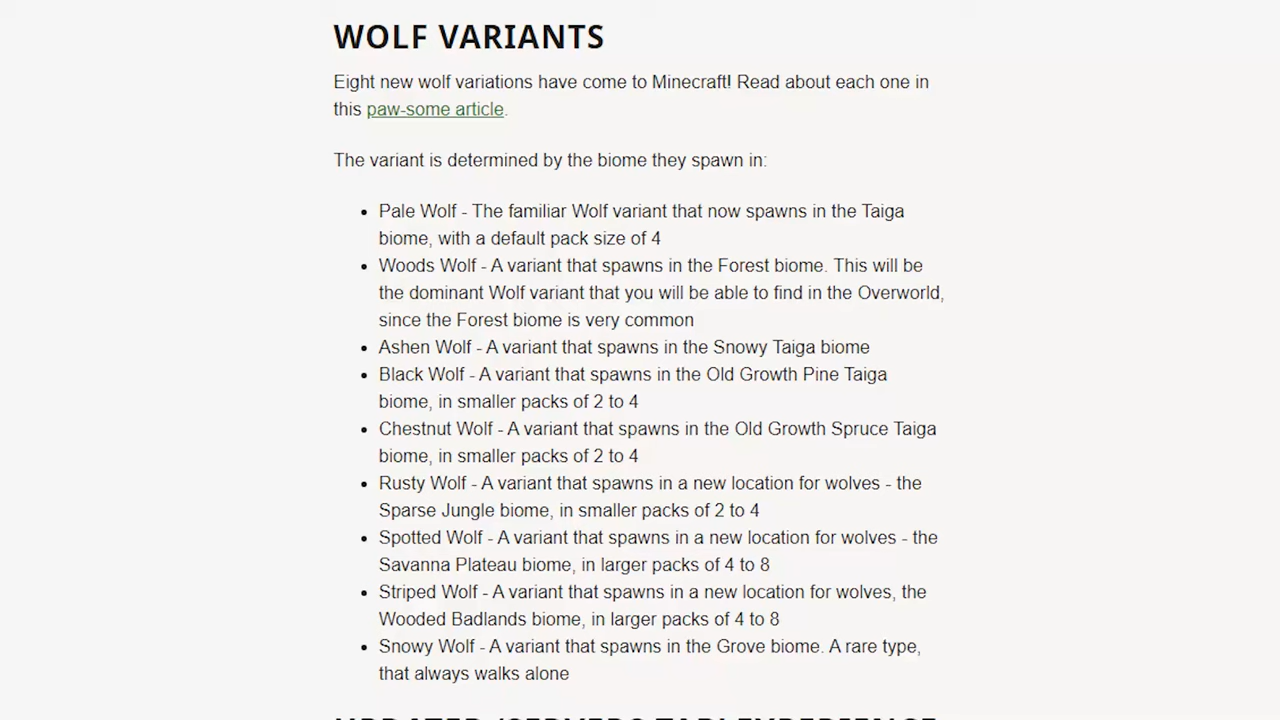 WOLF VARIANTS
Eight new wolf variations have come to Minecraft! Read about each one in
this paw-some article.
The variant is determined by the biome they spawn in:
• Pale Wolf - The familiar Wolf variant that now spawns in the Taiga
biome, with a default pack size of 4
• Woods Wolf - A variant that spawns in the Forest biome. This will be
the dominant Wolf variant that you will be able to find in the Overworld,
since the Forest biome is very common
• Ashen Wolf - A variant that spawns in the Snowy Taiga biome
• Black Wolf - A variant that spawns in the Old Growth Pine Taiga
biome, in smaller packs of 2 to 4
• Chestnut Wolf - A variant that spawns in the Old Growth Spruce Taiga
biome, in smaller packs of 2 to 4
• Rusty Wolf - A variant that spawns in a new location for wolves - the
Sparse Jungle biome, in smaller packs of 2 to 4
• Spotted Wolf - A variant that spawns in a new location for wolves - the
Savanna Plateau biome, in larger packs of 4 to 8
• Striped Wolf - A variant that spawns in a new location for wolves, the
Wooded Badlands biome, in larger packs of 4 to 8
• Snowy Wolf - A variant that spawns in the Grove biome. A rare type,
that always walks alone